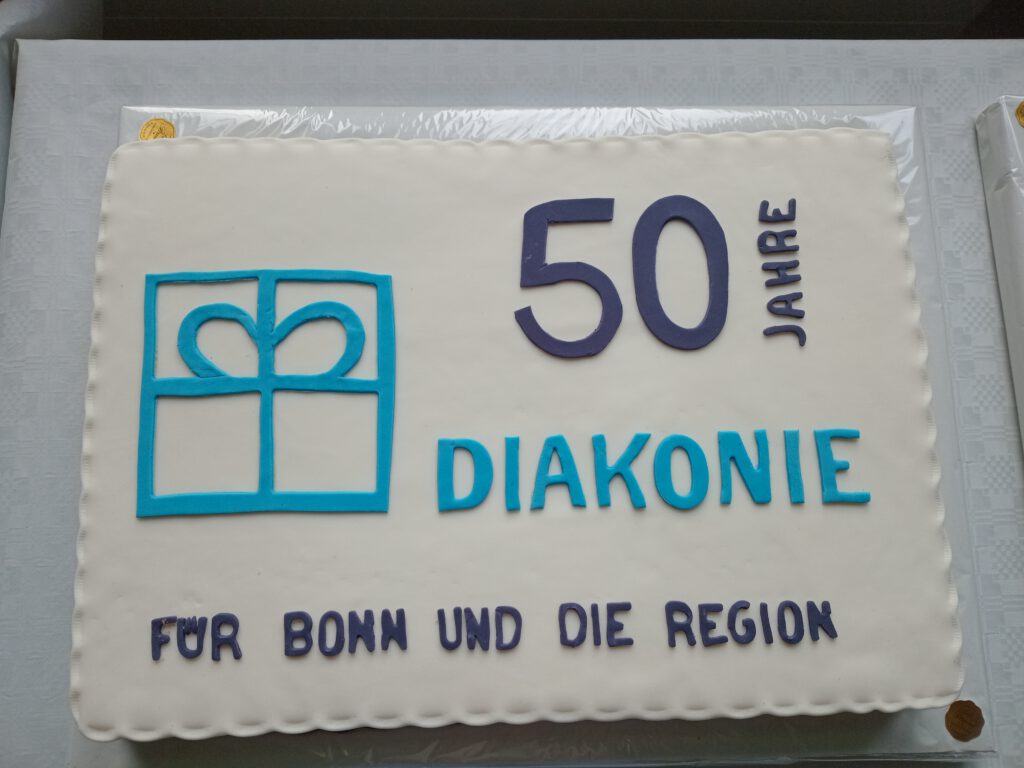 50 JAHRE
DIAKONIE
FÜR BONN UND DIE REGION